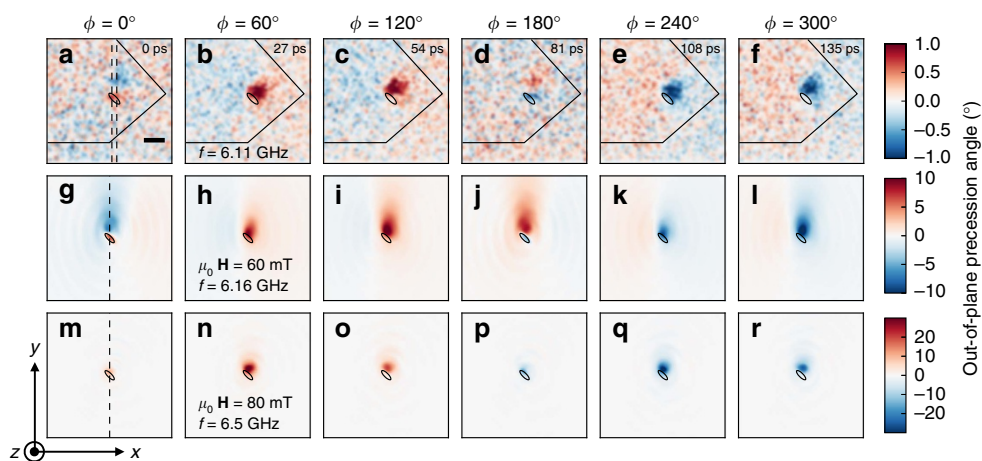 ϕ = 0° ϕ = 60° ϕ = 120° ϕ = 180° ϕ = 240° ϕ = 300°
a 0 ps b 27 ps c 54 ps d 81 ps e 108 ps f 135 ps
f = 6.11 GHz
1.0
0.5
0.0
−0.5
−1.0
g h i j k l
μ0 H = 60 mT
f = 6.16 GHz
10
5
0
−5
−10
m n o p q r
μ0 H = 80 mT
f = 6.5 GHz
20
10
0
−10
−20
Out-of-plane precession angle (°)
y
z x